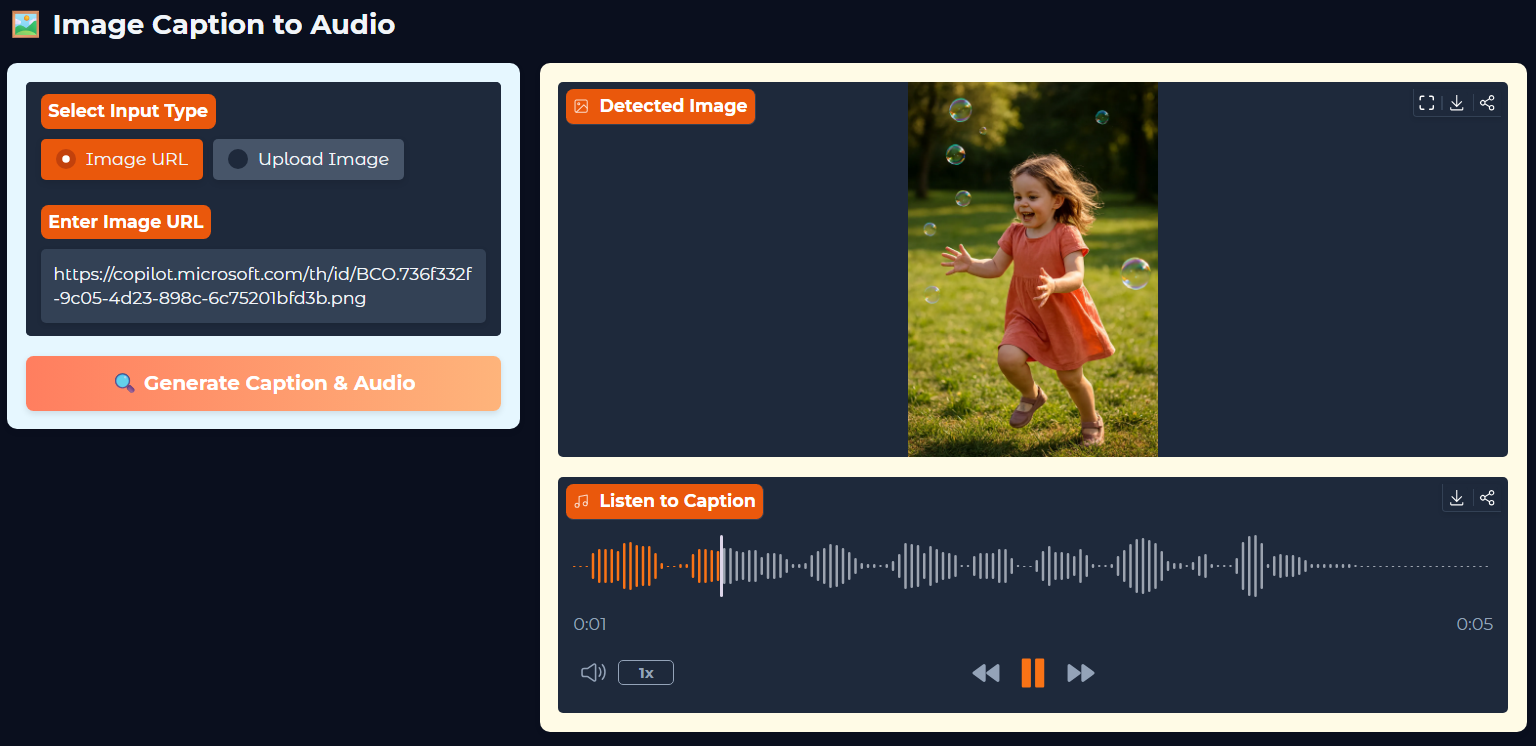 Image Caption to Audio
Select Input Type
Image URL
Upload Image
Enter Image URL
https://copilot.microsoft.com/th/id/BCO.736f332f
-9c05-4d23-898c-6c75201bfd3b.png
Generate Caption & Audio
Detected Image
Listen to Caption
0:01
0:05
1x